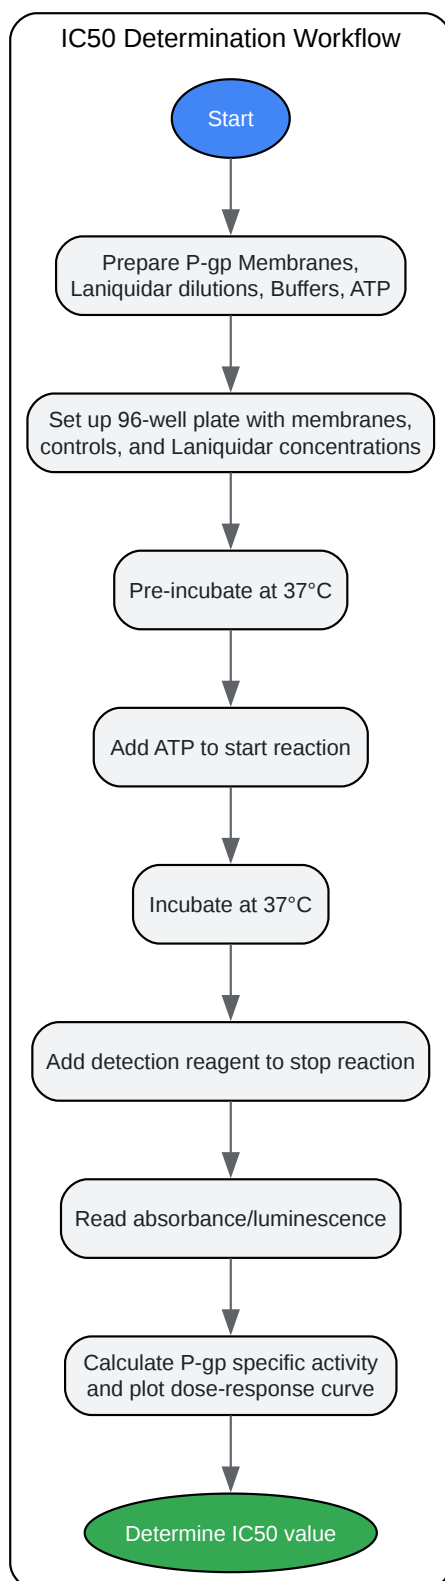 IC50 Determination Workflow
Start
Prepare P-gp Membranes,
Laniquidar dilutions, Buffers, ATP
Set up 96-well plate with membranes,
controls, and Laniquidar concentrations
Pre-incubate at 37°C
Add ATP to start reaction
Incubate at 37°C
Add detection reagent to stop reaction
Read absorbance/luminescence
Calculate P-gp specific activity
and plot dose-response curve
Determine IC50 value